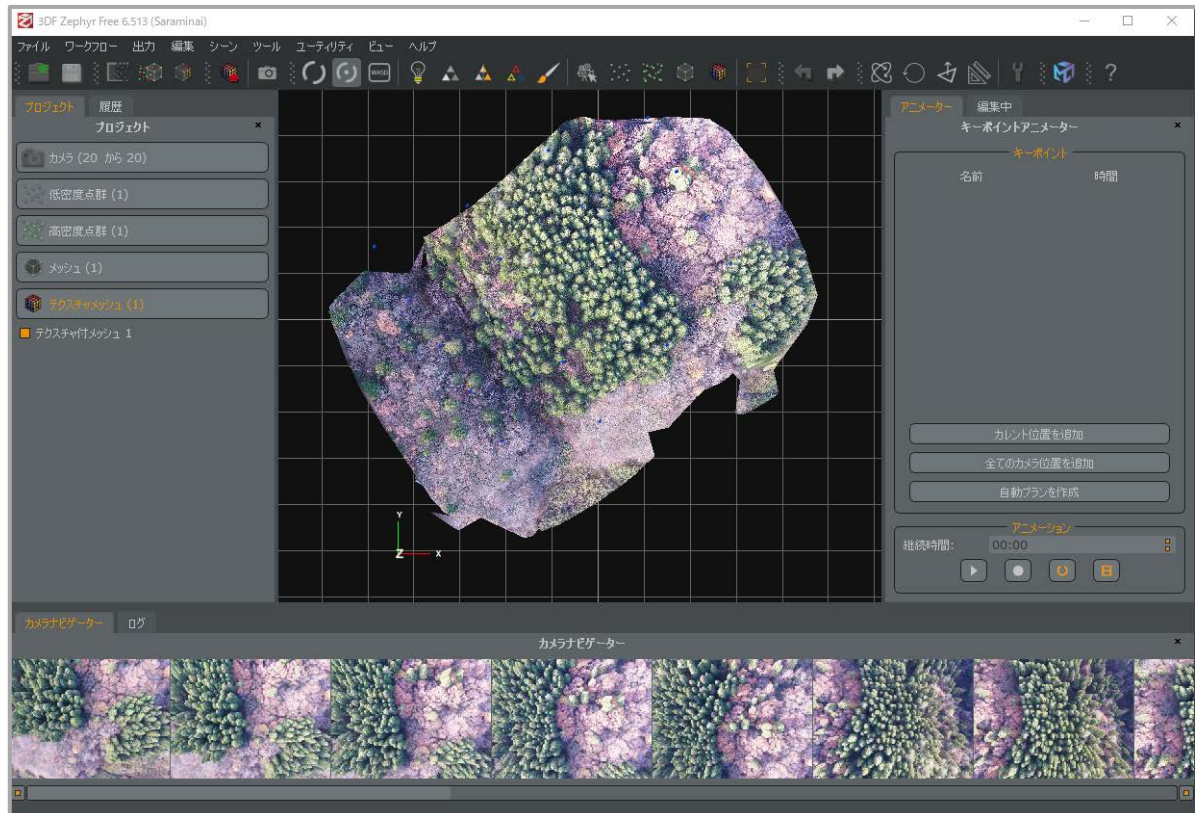 3DF Zephyr Free 6.513 (Saraminai)
ファイル ワークフロー 出力 編集 シーン ツール ユーティリティ ビュー ヘルプ
WASD
?
プロジェクト 履歴
プロジェクト ×
カメラ (20 から 20)
低密度点群 (1)
高密度点群 (1)
メッシュ (1)
テクスチャメッシュ (1)
テクスチャ付メッシュ 1
Y
Z X
アニメーター 編集中
キーポイントアニメーター ×
キーポイント
名前 時間
カレント位置を追加
全てのカメラ位置を追加
自動プランを作成
アニメーション
継続時間: 00:00
カメラナビゲーター ログ
カメラナビゲーター ×